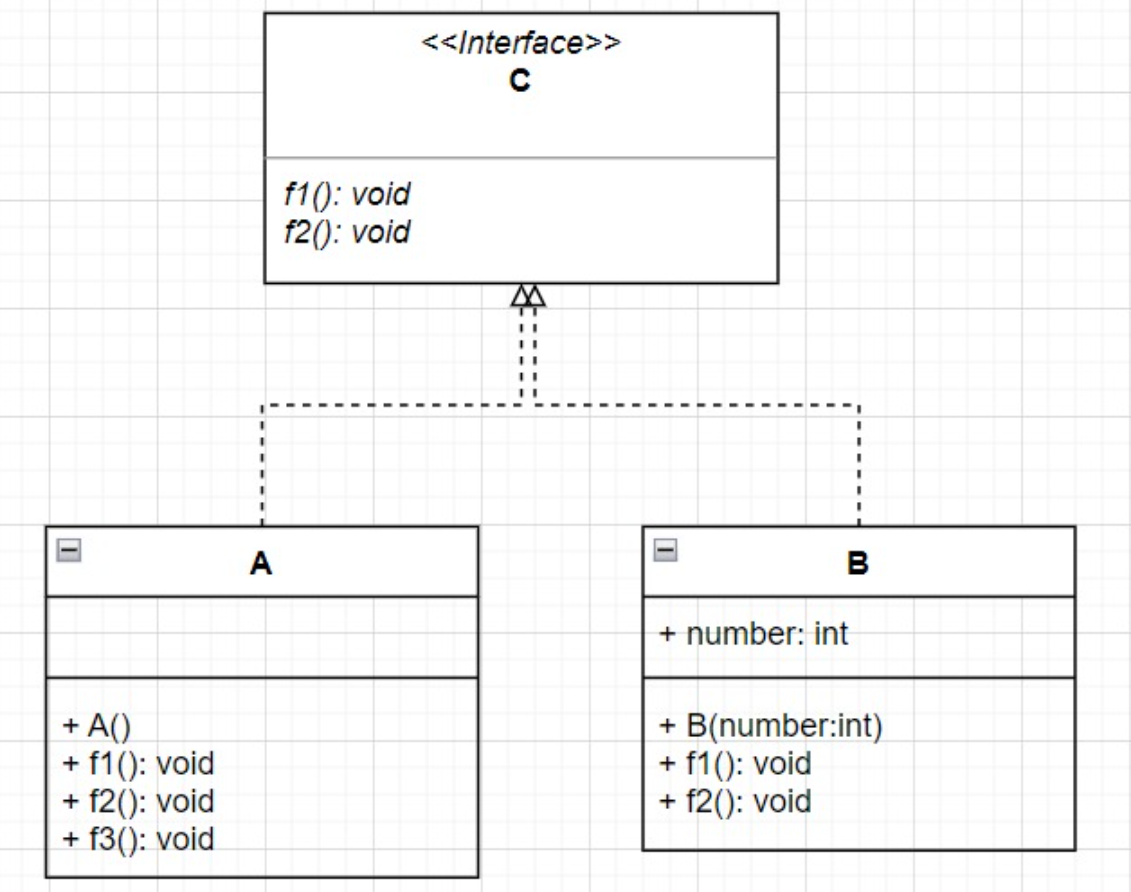 <<Interface>>
C
f1(): void
f2(): void
A
+ A()
+ f1(): void
+ f2(): void
+ f3(): void
B
+ number: int
+ B(number:int)
+ f1(): void
+ f2(): void